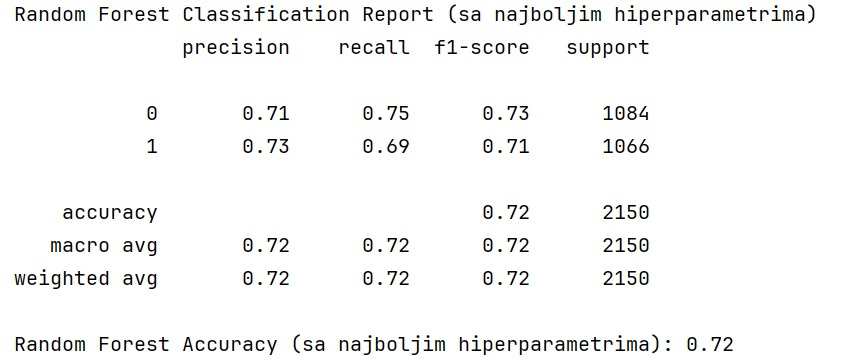 Random Forest Classification Report (sa najboljim hiperparametrima)
precision recall f1-score support
0 0.71 0.75 0.73 1084
1 0.73 0.69 0.71 1066
accuracy 0.72 2150
macro avg 0.72 0.72 0.72 2150
weighted avg 0.72 0.72 0.72 2150
Random Forest Accuracy (sa najboljim hiperparametrima): 0.72